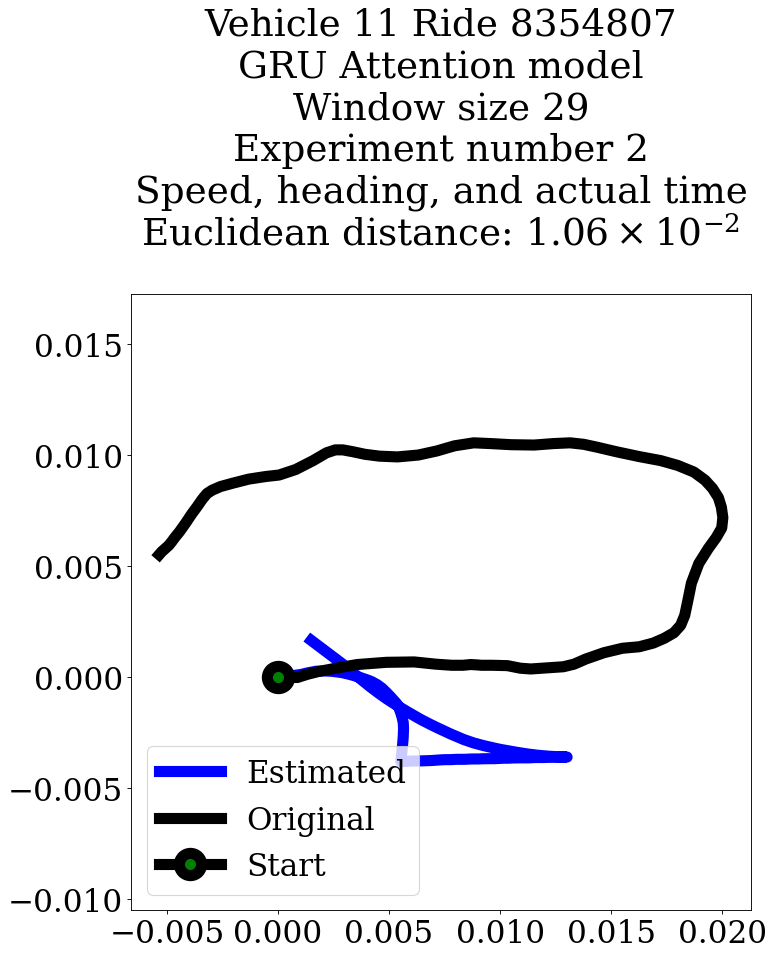 Vehicle 11 Ride 8354807
GRU Attention model
Window size 29
Experiment number 2
Speed, heading, and actual time
Euclidean distance: 1.06 × 10⁻²
0.015
0.010
0.005
0.000
−0.005
−0.010
Estimated
Original
Start
−0.005 0.000 0.005 0.010 0.015 0.020